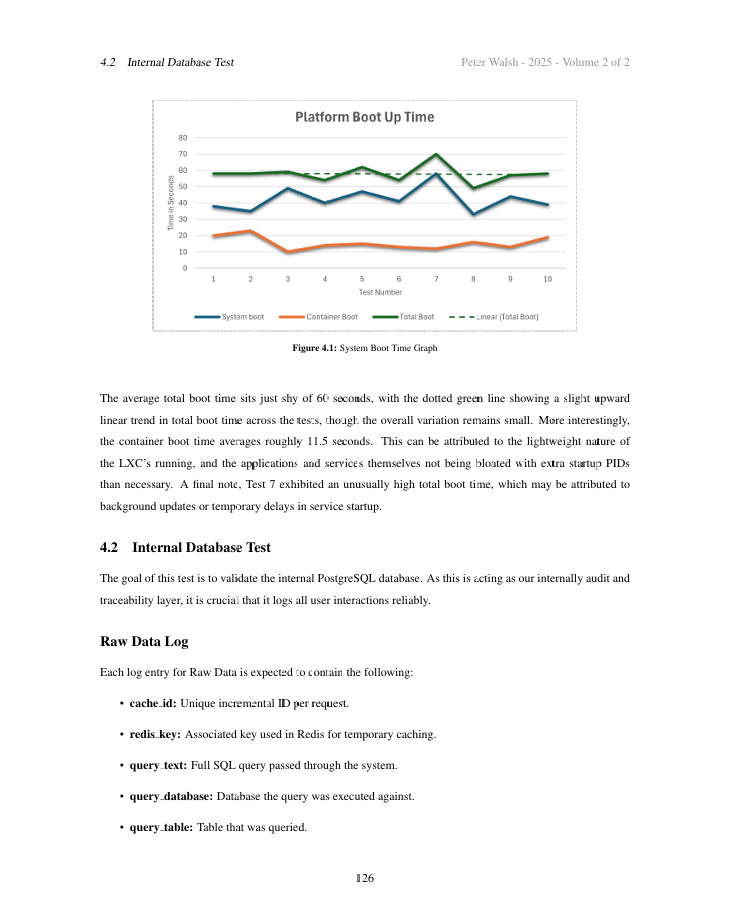 4.2 Internal Database Test
Peter Walsh - 2025 - Volume 2 of 2
Platform Boot Up Time
80
70
60
50
40
30
20
10
0
Time in Seconds
1 2 3 4 5 6 7 8 9 10
Test Number
System boot Container Boot Total Boot Linear (Total Boot)
Figure 4.1: System Boot Time Graph
The average total boot time sits just shy of 60 seconds, with the dotted green line showing a slight upward
linear trend in total boot time across the tests, though the overall variation remains small. More interestingly,
the container boot time averages roughly 11.5 seconds. This can be attributed to the lightweight nature of
the LXC's running, and the applications and services themselves not being bloated with extra startup PIDs
than necessary. A final note, Test 7 exhibited an unusually high total boot time, which may be attributed to
background updates or temporary delays in service startup.
4.2 Internal Database Test
The goal of this test is to validate the internal PostgreSQL database. As this is acting as our internally audit and
traceability layer, it is crucial that it logs all user interactions reliably.
Raw Data Log
Each log entry for Raw Data is expected to contain the following:
• cache_id: Unique incremental ID per request.
• redis_key: Associated key used in Redis for temporary caching.
• query_text: Full SQL query passed through the system.
• query_database: Database the query was executed against.
• query_table: Table that was queried.
126